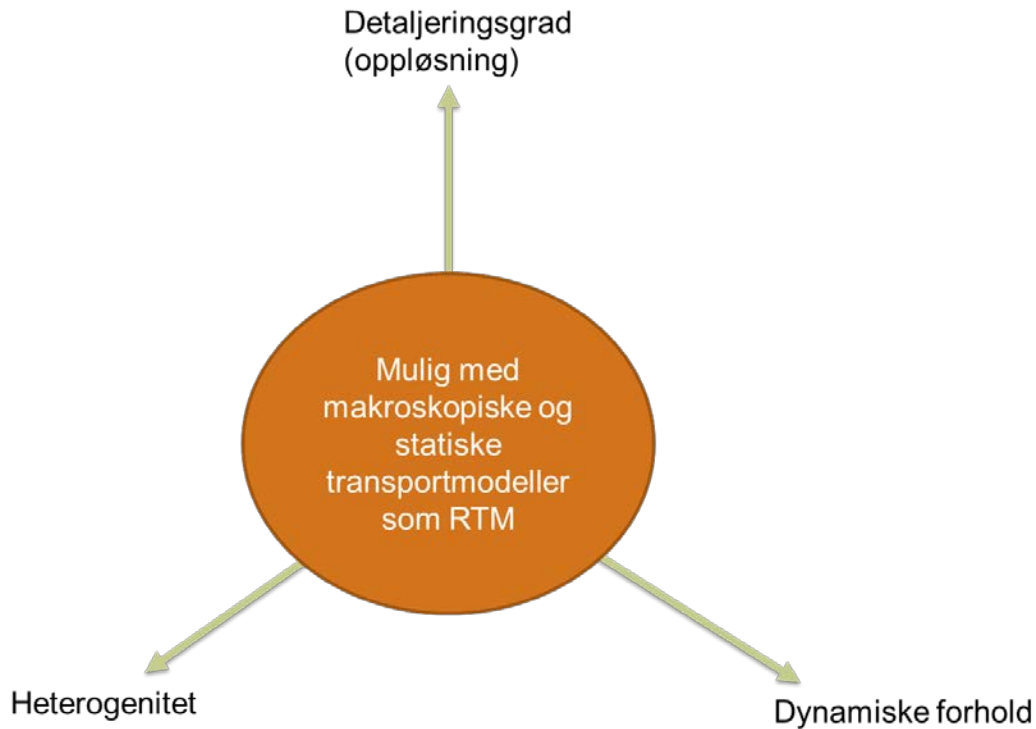 Detaljeringsgrad
(oppløsning)
Mulig med
makroskopiske og
statiske
transportmodeller
som RTM
Heterogenitet
Dynamiske forhold